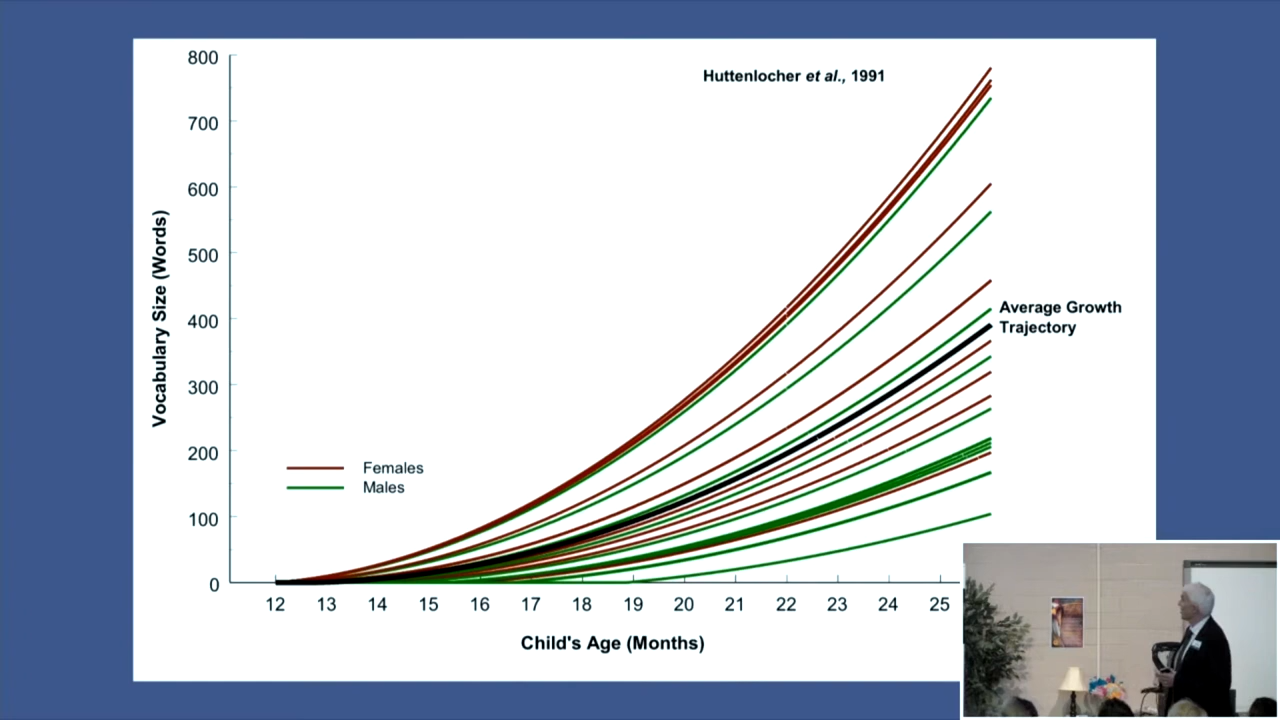 Huttenlocher et al., 1991
800
700
600
500
400
300
200
100
0
Vocabulary Size (Words)
Average Growth
Trajectory
Females
Males
12 13 14 15 16 17 18 19 20 21 22 23 24 25
Child's Age (Months)